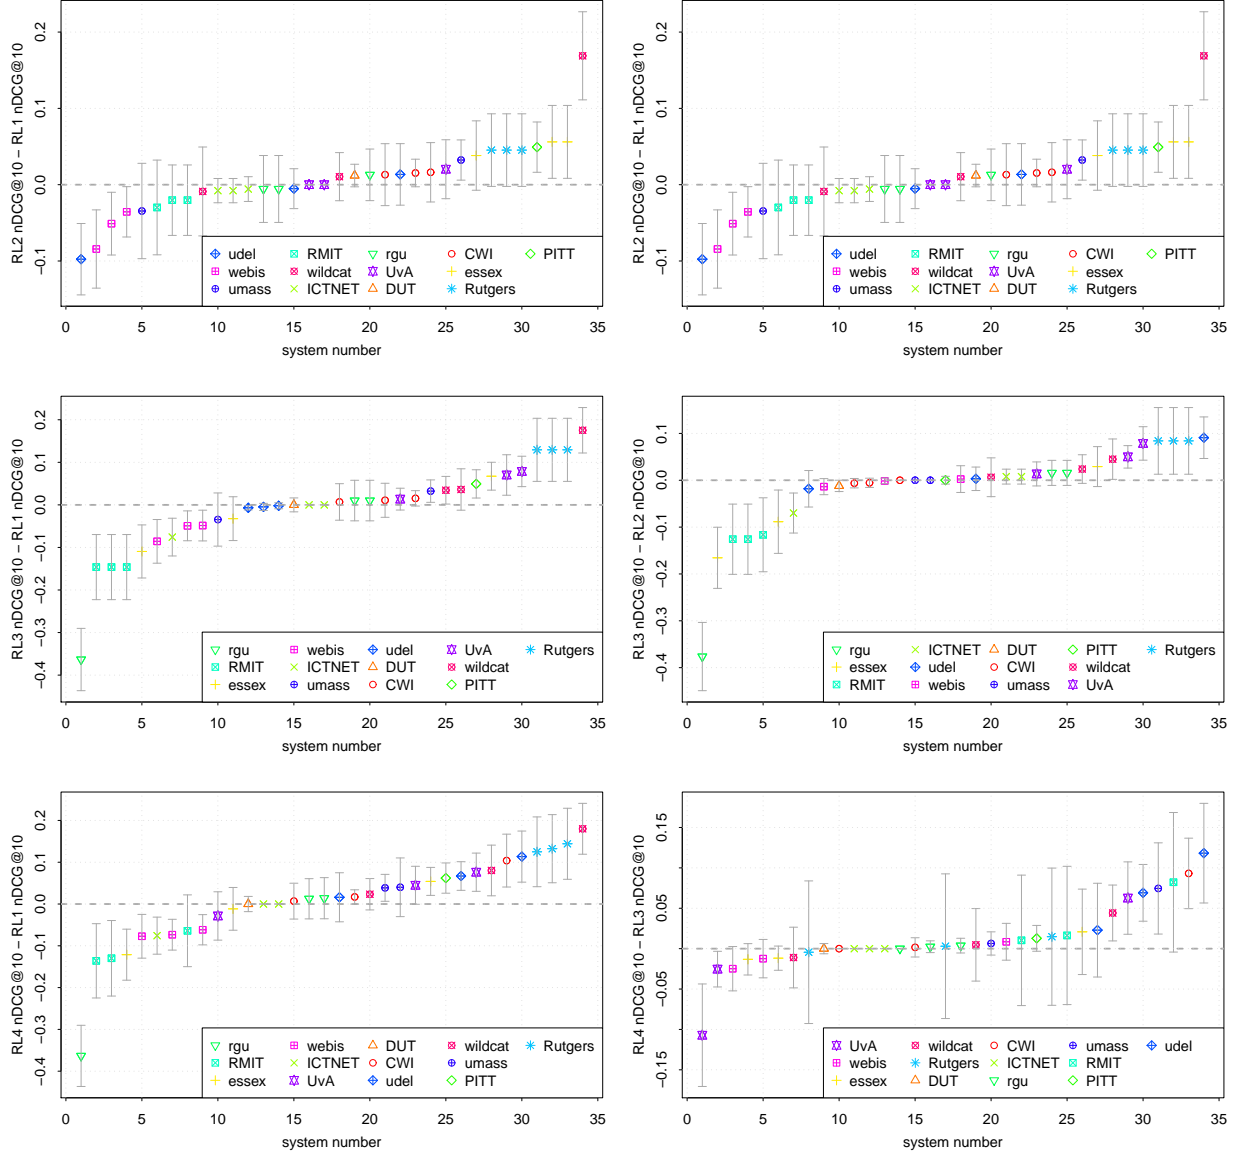 RL2 nDCG@10 − RL1 nDCG@10
0.2
0.1
0.0
−0.1
udel RMIT rgu CWI PITT
webis wildcat UvA essex
umass ICTNET DUT Rutgers
0 5 10 15 20 25 30 35
system number
RL2 nDCG@10 − RL1 nDCG@10
0.2
0.1
0.0
−0.1
udel RMIT rgu CWI PITT
webis wildcat UvA essex
umass ICTNET DUT Rutgers
0 5 10 15 20 25 30 35
system number
RL3 nDCG@10 − RL1 nDCG@10
0.2
0.1
0.0
−0.1
−0.2
−0.3
−0.4
rgu webis udel UvA Rutgers
RMIT ICTNET DUT wildcat
essex umass CWI PITT
0 5 10 15 20 25 30 35
system number
RL3 nDCG@10 − RL2 nDCG@10
0.1
0.0
−0.1
−0.2
−0.3
−0.4
rgu ICTNET DUT PITT Rutgers
essex udel CWI wildcat
RMIT webis umass UvA
0 5 10 15 20 25 30 35
system number
RL4 nDCG@10 − RL1 nDCG@10
0.2
0.1
0.0
−0.1
−0.2
−0.3
−0.4
rgu webis DUT wildcat Rutgers
RMIT ICTNET CWI umass
essex UvA udel PITT
0 5 10 15 20 25 30 35
system number
RL4 nDCG@10 − RL3 nDCG@10
0.15
0.05
−0.05
−0.15
UvA wildcat CWI umass udel
webis Rutgers ICTNET RMIT
essex DUT rgu PITT
0 5 10 15 20 25 30 35
system number